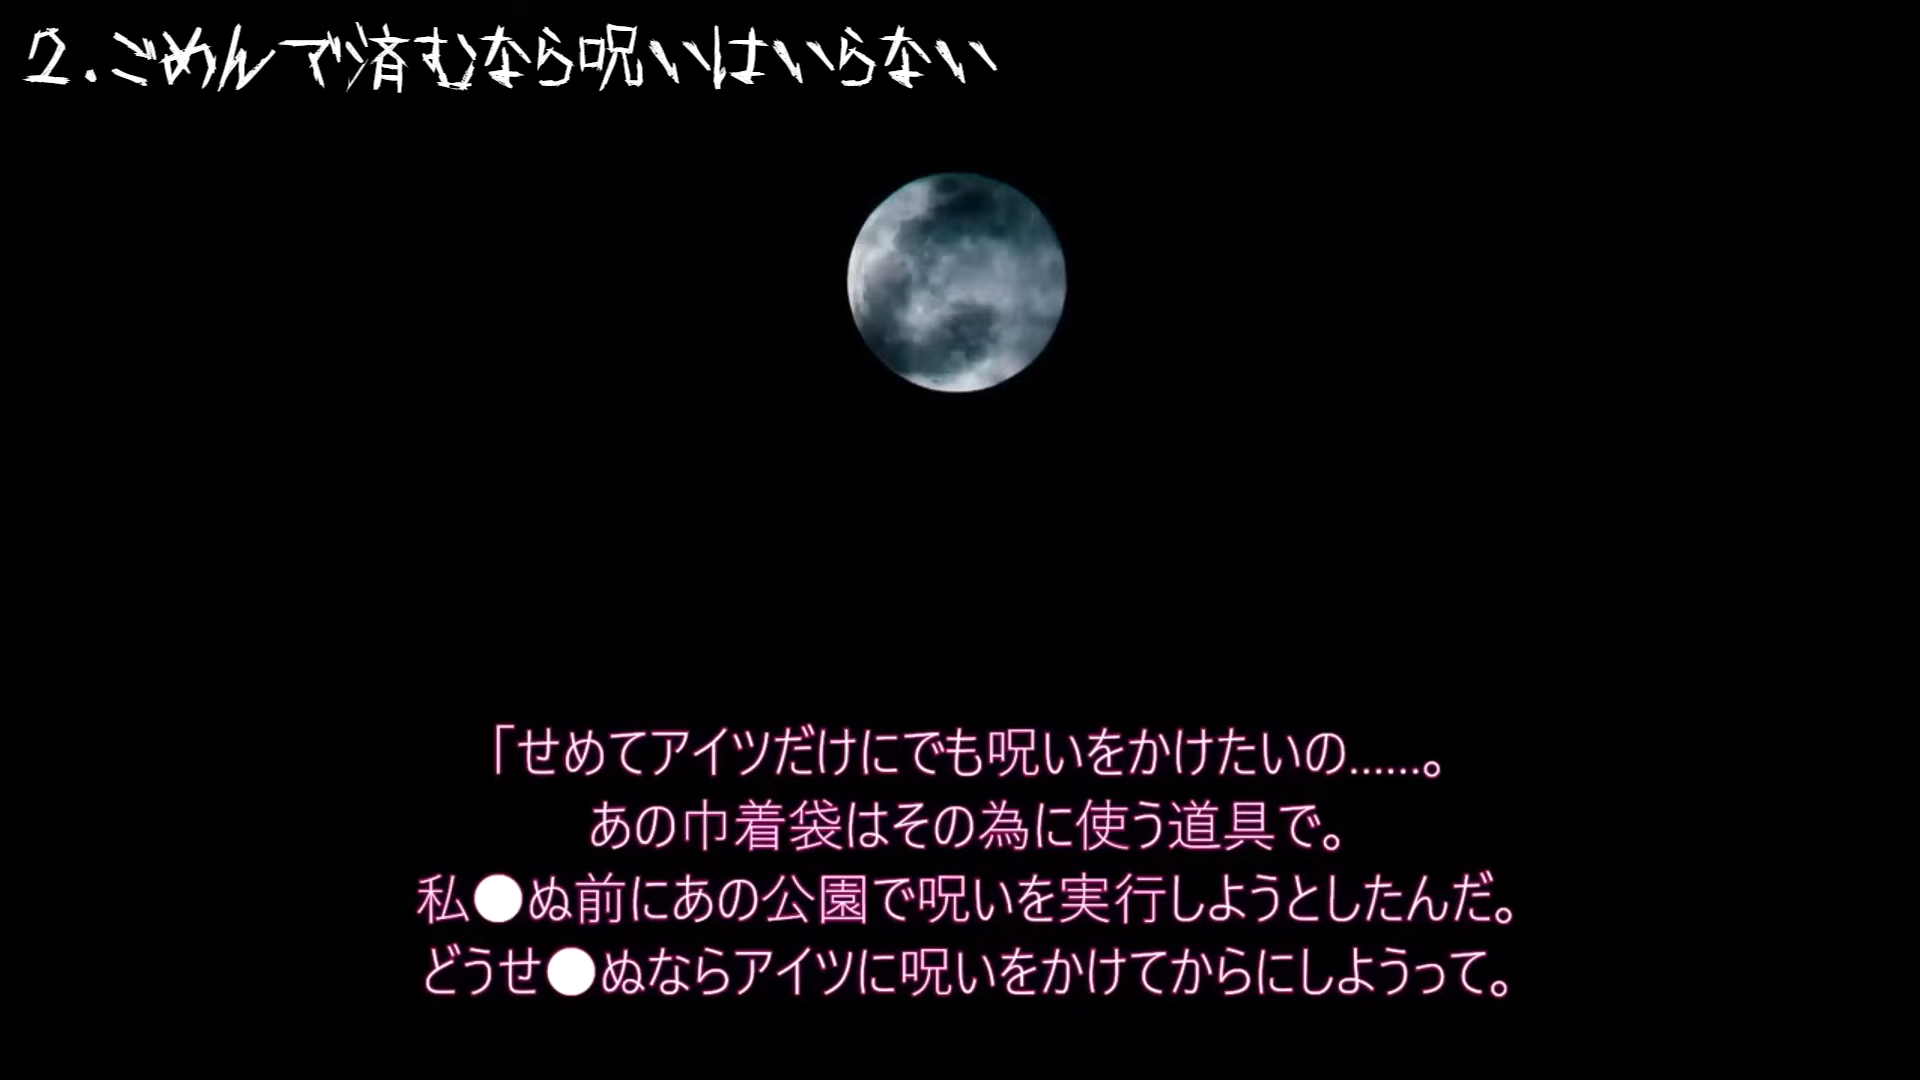 2.ごめんで済むなら呪いはいらない
「せめてアイツだけにでも呪いをかけたいの……。
あの巾着袋はその為に使う道具で。
私●ぬ前にあの公園で呪いを実行しようとしたんだ。
どうせ●ぬならアイツに呪いをかけてからにしようって。